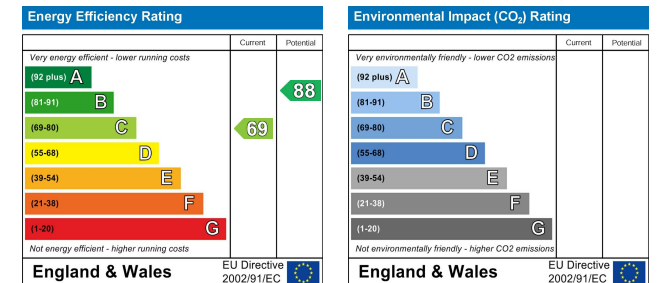 Energy Efficiency Rating
Current Potential
Very energy efficient - lower running costs
(92 plus) A
(81-91) B
(69-80) C
(55-68) D
(39-54) E
(21-38) F
(1-20) G
88
69
Not energy efficient - higher running costs
England & Wales
EU Directive
2002/91/EC
Environmental Impact (CO2) Rating
Current Potential
Very environmentally friendly - lower CO2 emissions
(92 plus) A
(81-91) B
(69-80) C
(55-68) D
(39-54) E
(21-38) F
(1-20) G
Not environmentally friendly - higher CO2 emissions
England & Wales
EU Directive
2002/91/EC